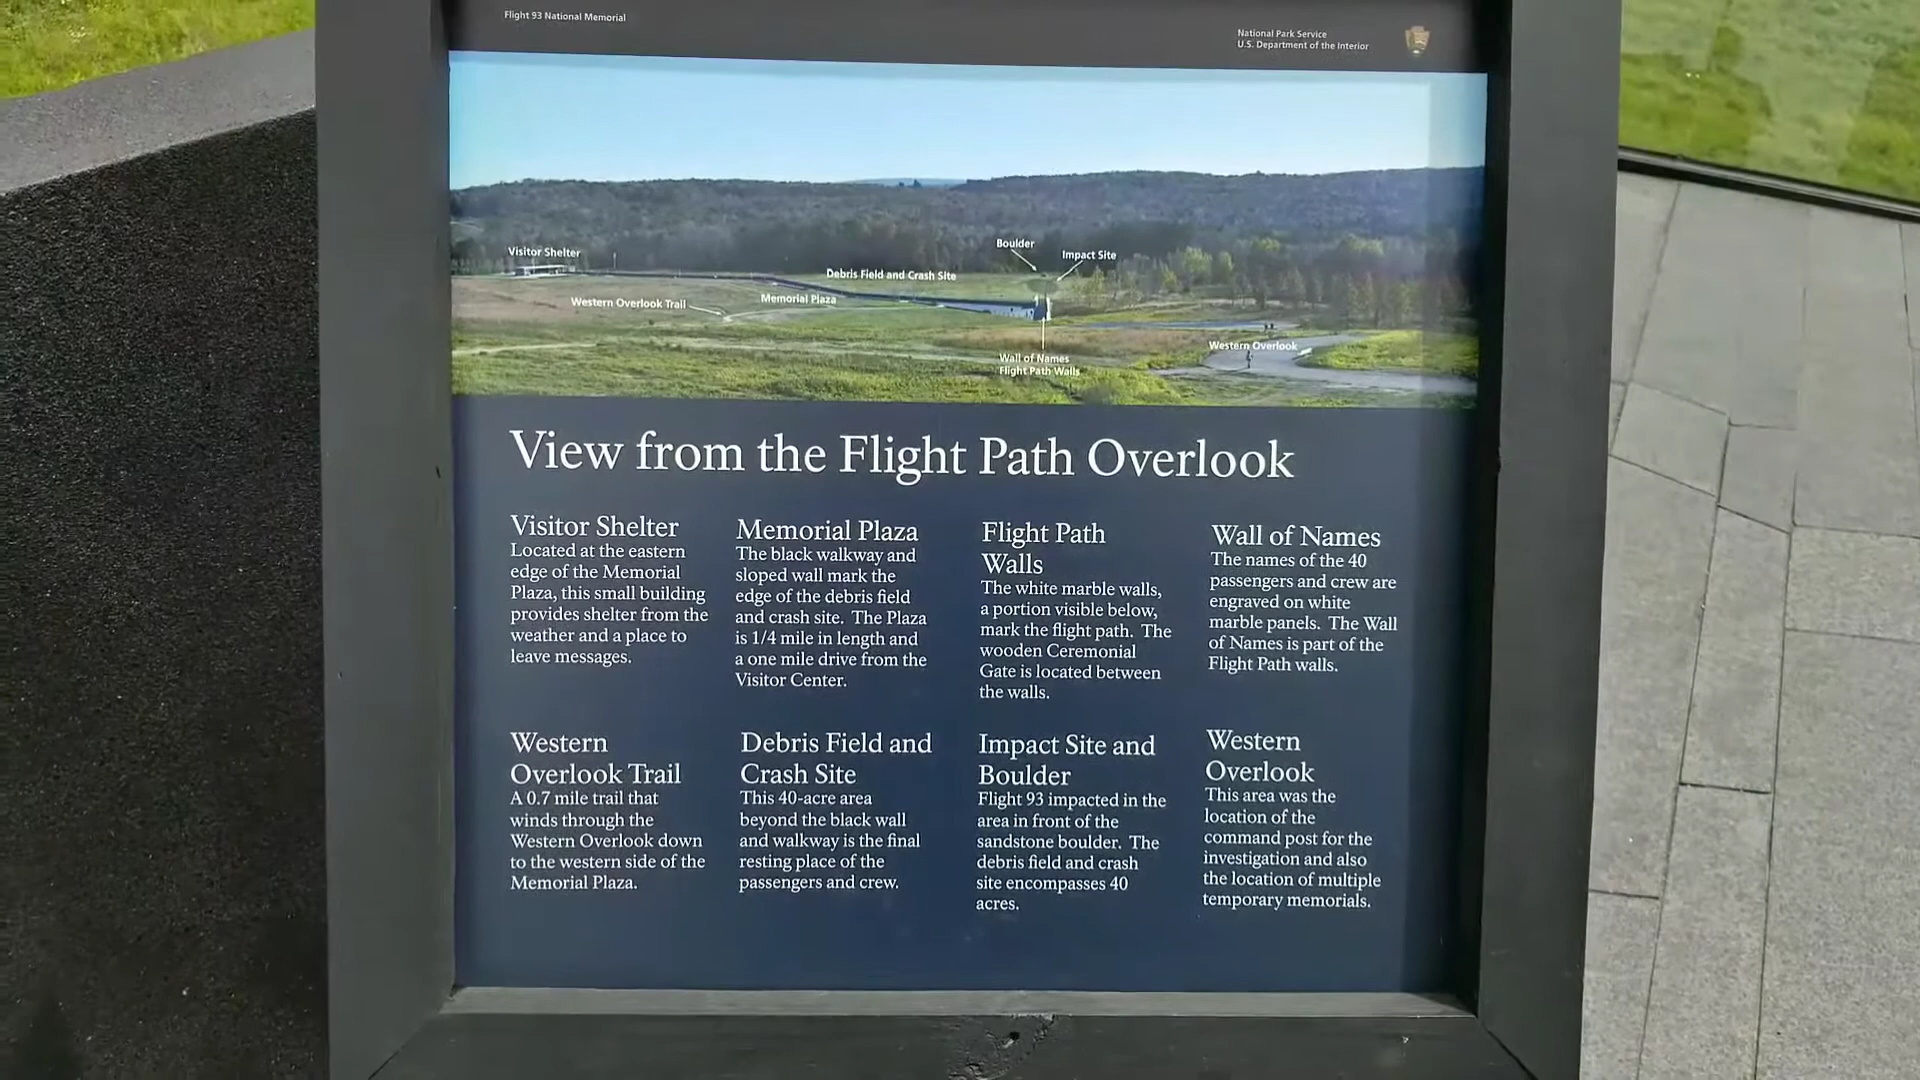 Flight 93 National Memorial
National Park Service
U.S. Department of the Interior
Visitor Shelter
Boulder
Impact Site
Debris Field and Crash Site
Western Overlook Trail
Memorial Plaza
Western Overlook
Wall of Names
Flight Path Walls
View from the Flight Path Overlook
Visitor Shelter
Located at the eastern
edge of the Memorial
Plaza, this small building
provides shelter from the
weather and a place to
leave messages.
Memorial Plaza
The black walkway and
sloped wall mark the
edge of the debris field
and crash site. The Plaza
is 1/4 mile in length and
a one mile drive from the
Visitor Center.
Flight Path
Walls
The white marble walls,
a portion visible below,
mark the flight path. The
wooden Ceremonial
Gate is located between
the walls.
Wall of Names
The names of the 40
passengers and crew are
engraved on white
marble panels. The Wall
of Names is part of the
Flight Path walls.
Western
Overlook Trail
A 0.7 mile trail that
winds through the
Western Overlook down
to the western side of the
Memorial Plaza.
Debris Field and
Crash Site
This 40-acre area
beyond the black wall
and walkway is the final
resting place of the
passengers and crew.
Impact Site and
Boulder
Flight 93 impacted in the
area in front of the
sandstone boulder. The
debris field and crash
site encompasses 40
acres.
Western
Overlook
This area was the
location of the
command post for the
investigation and also
the location of multiple
temporary memorials.